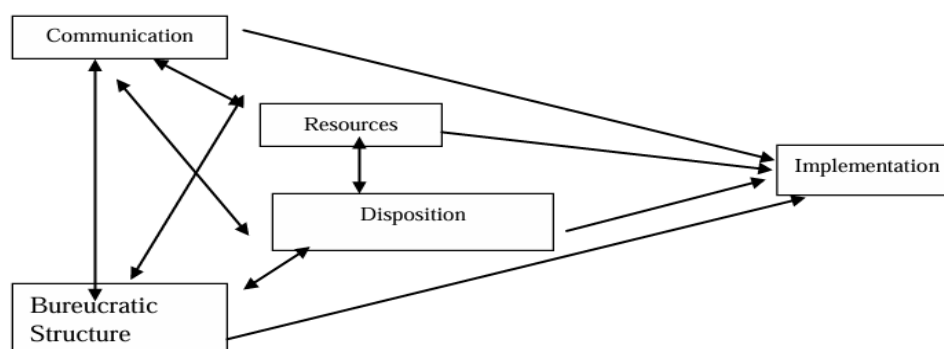 Communication
Resources
Implementation
Disposition
Bureucratic
Structure